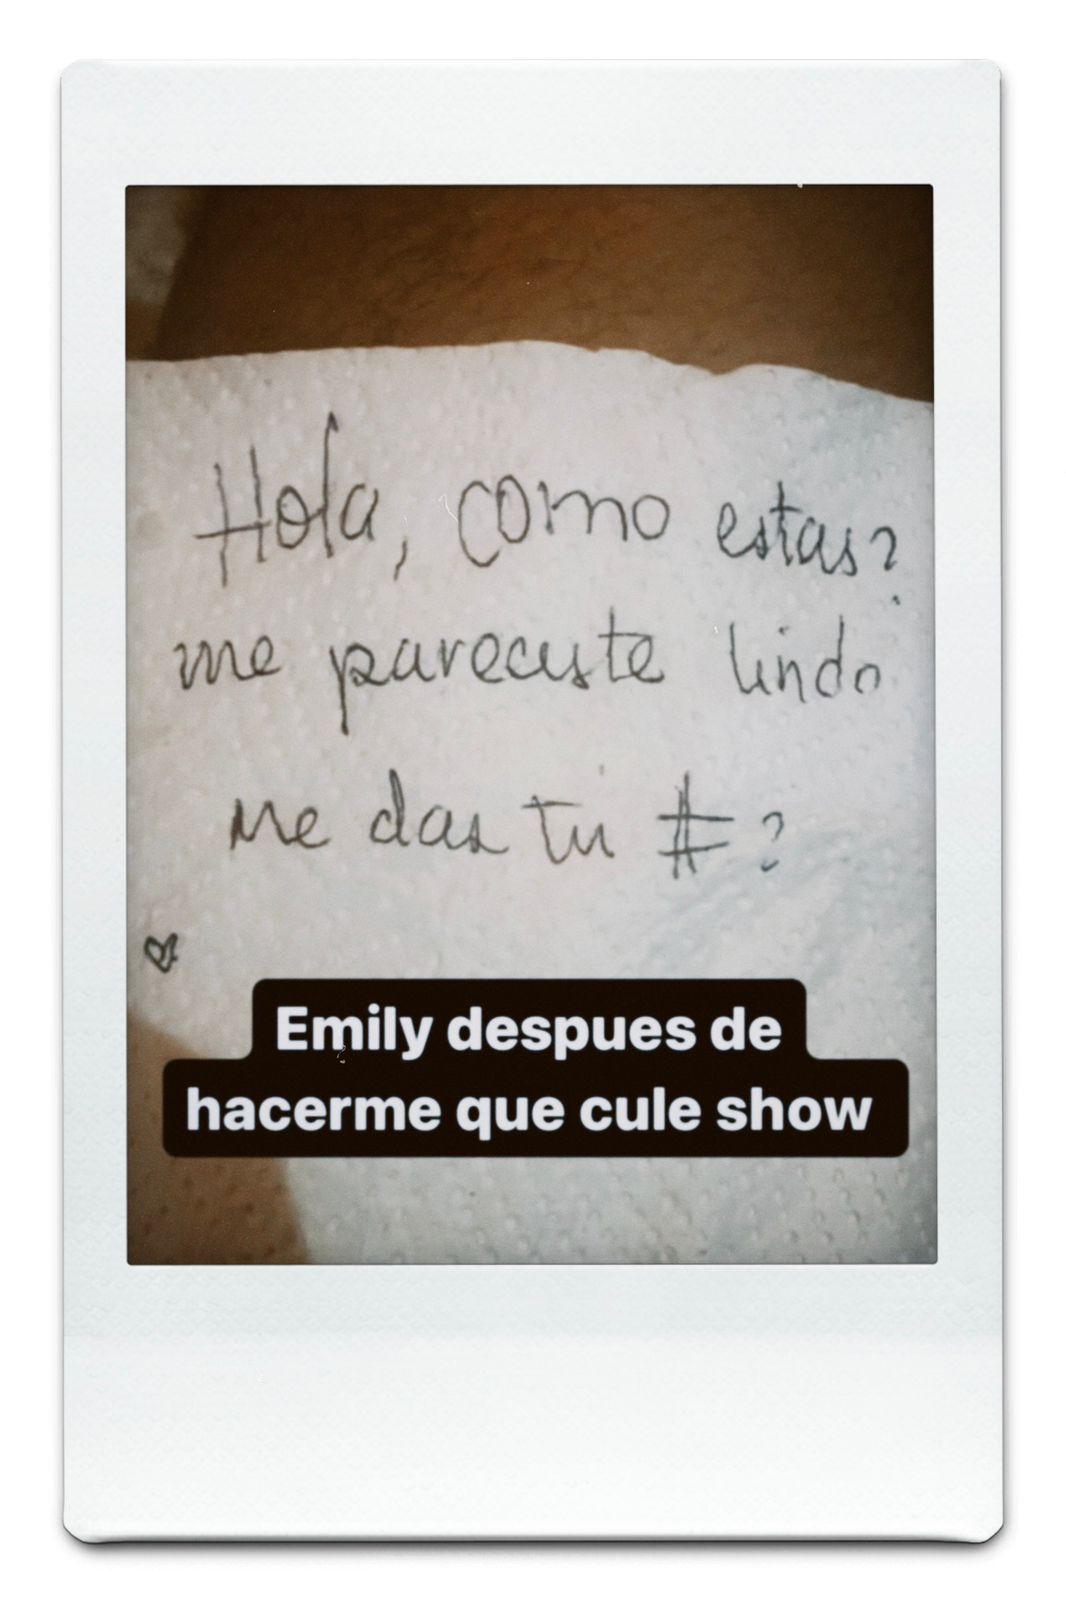 Hola, como estas?
me pareciste lindo
me das tu #?
Emily despues de
hacerme que cule show